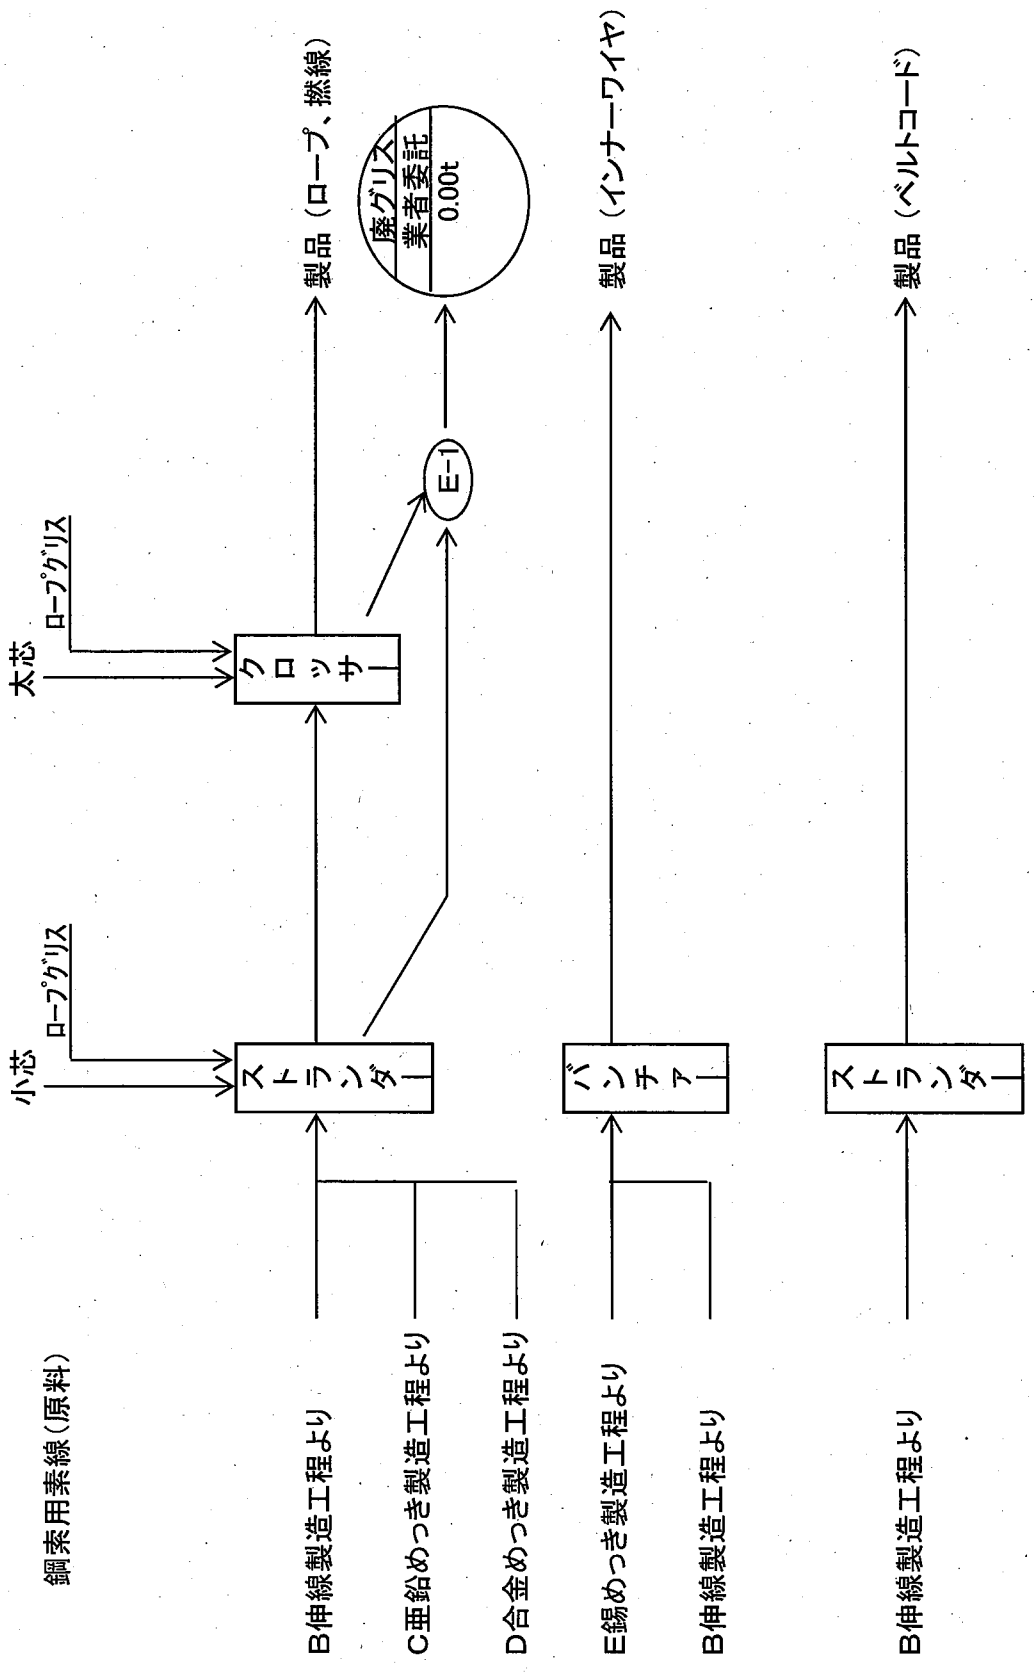 鋼索用素線(原料)
小芯
ロープグリス
太芯
ロープグリス
B伸線製造工程より
C亜鉛めっき製造工程より
D合金めっき製造工程より
ストランダー
クロッサー
製品(ロープ、撚線)
E-1
廃グリス
業者委託
0.00t
E錫めっき製造工程より
B伸線製造工程より
バンチァー
製品(インナーワイヤ)
B伸線製造工程より
ストランダー
製品(ベルトコード)